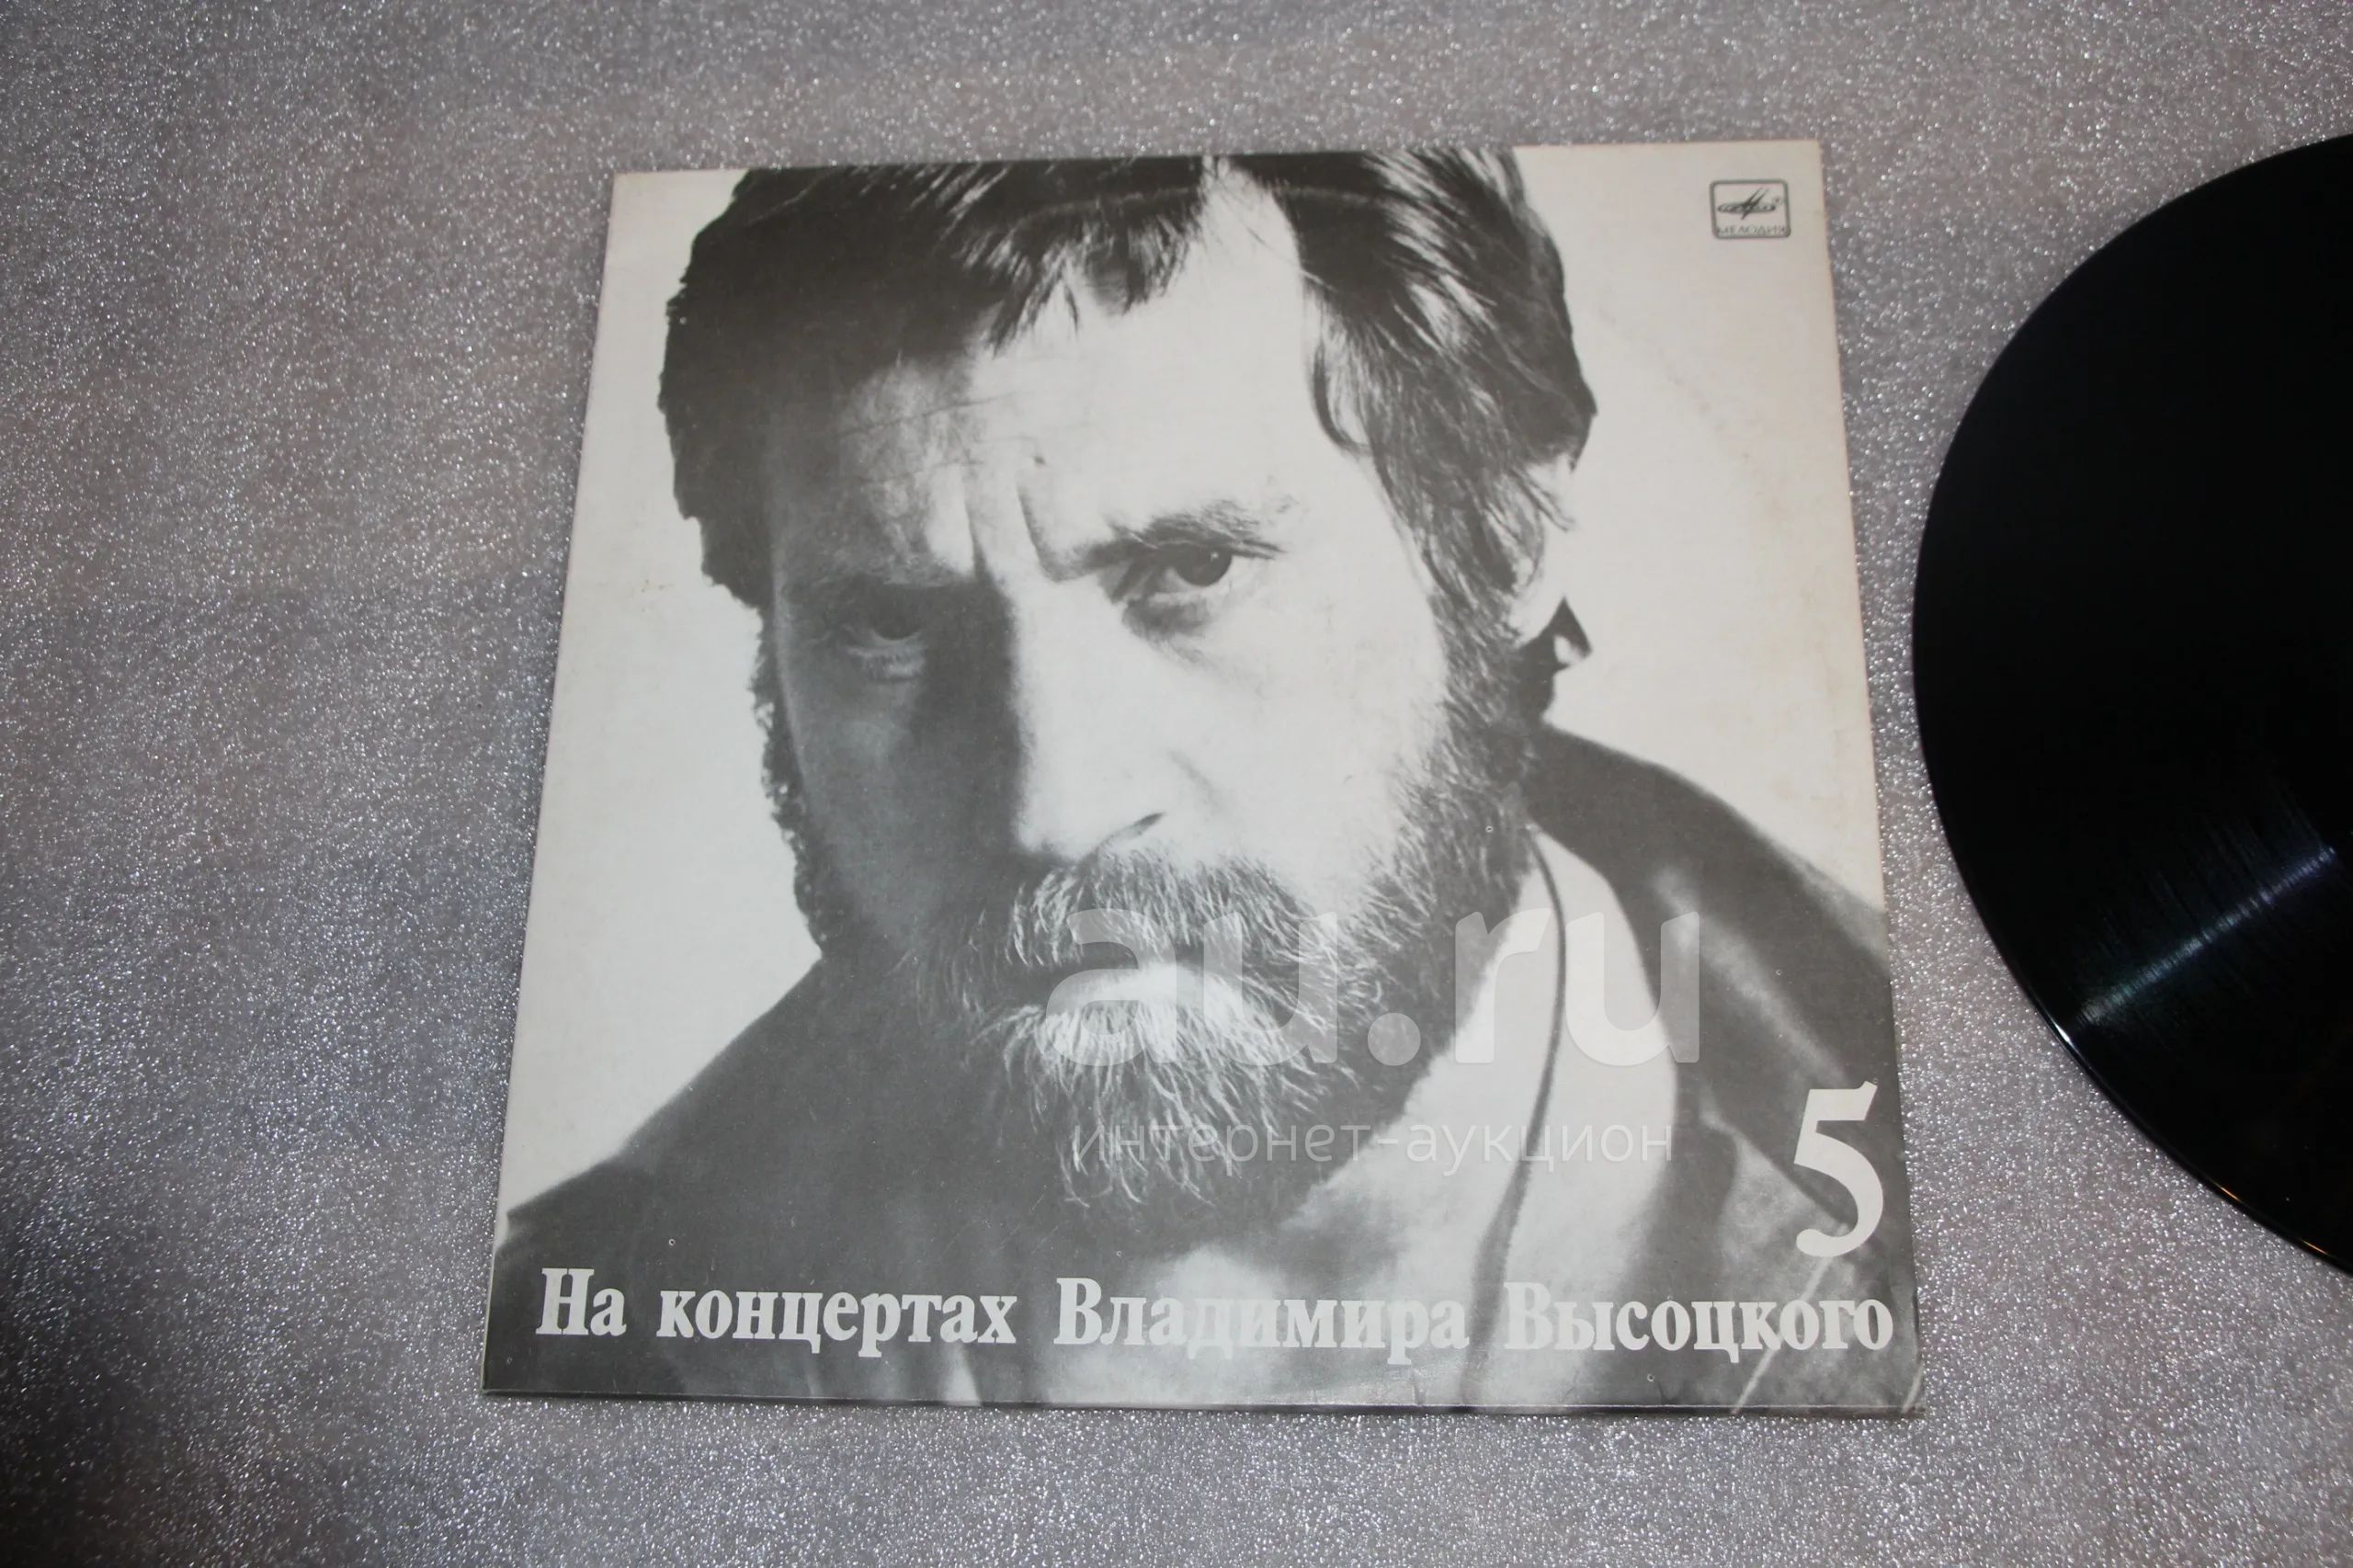 МЕЛОДИЯ
au.ru
интернет-аукцион
5
На концертах Владимира Высоцкого